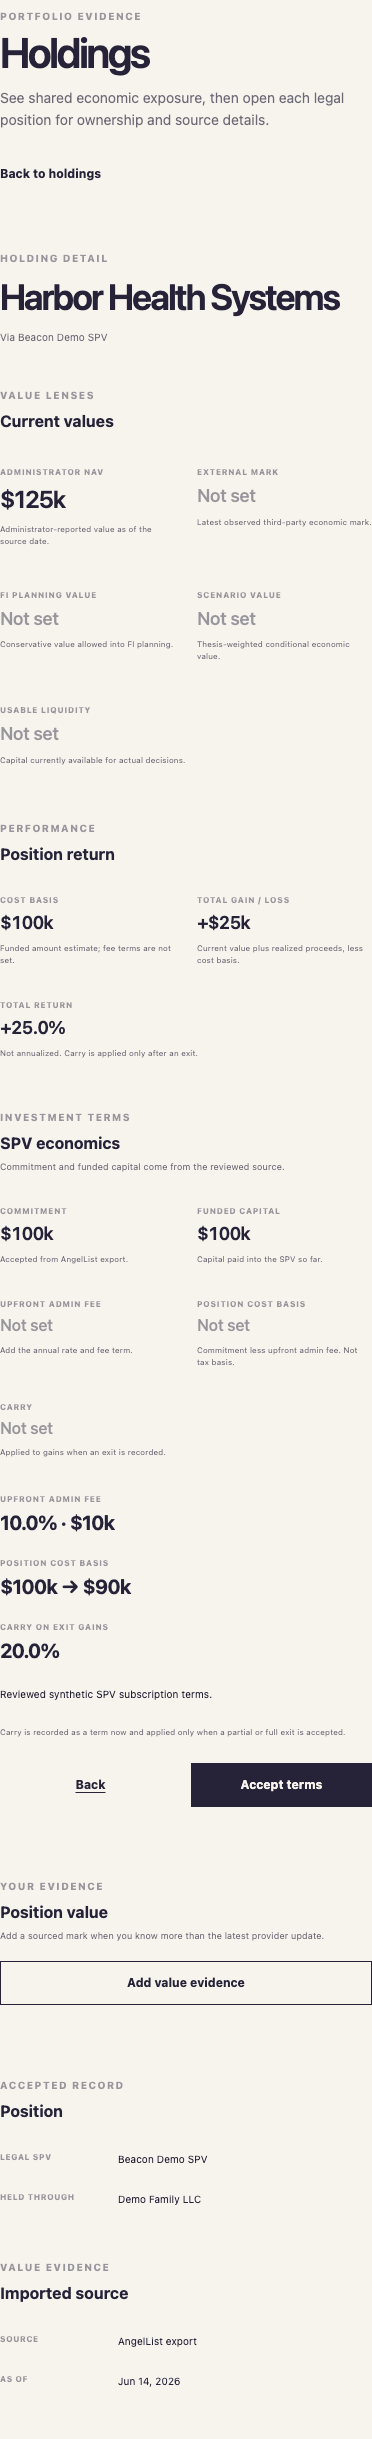 PORTFOLIO EVIDENCE
Holdings
See shared economic exposure, then open each legal
position for ownership and source details.
Back to holdings
HOLDING DETAIL
Harbor Health Systems
Via Beacon Demo SPV
VALUE LENSES
Current values
ADMINISTRATOR NAV
$125k
Administrator-reported value as of the
source date.
EXTERNAL MARK
Not set
Latest observed third-party economic mark.
FI PLANNING VALUE
Not set
Conservative value allowed into FI planning.
SCENARIO VALUE
Not set
Thesis-weighted conditional economic
value.
USABLE LIQUIDITY
Not set
Capital currently available for actual decisions.
PERFORMANCE
Position return
COST BASIS
$100k
Funded amount estimate; fee terms are not
set.
TOTAL GAIN / LOSS
+$25k
Current value plus realized proceeds, less
cost basis.
TOTAL RETURN
+25.0%
Not annualized. Carry is applied only after an exit.
INVESTMENT TERMS
SPV economics
Commitment and funded capital come from the reviewed source.
COMMITMENT
$100k
Accepted from AngelList export.
FUNDED CAPITAL
$100k
Capital paid into the SPV so far.
UPFRONT ADMIN FEE
Not set
Add the annual rate and fee term.
POSITION COST BASIS
Not set
Commitment less upfront admin fee. Not
tax basis.
CARRY
Not set
Applied to gains when an exit is recorded.
UPFRONT ADMIN FEE
10.0% · $10k
POSITION COST BASIS
$100k → $90k
CARRY ON EXIT GAINS
20.0%
Reviewed synthetic SPV subscription terms.
Carry is recorded as a term now and applied only when a partial or full exit is accepted.
Back
Accept terms
YOUR EVIDENCE
Position value
Add a sourced mark when you know more than the latest provider update.
Add value evidence
ACCEPTED RECORD
Position
LEGAL SPV
Beacon Demo SPV
HELD THROUGH
Demo Family LLC
VALUE EVIDENCE
Imported source
SOURCE
AngelList export
AS OF
Jun 14, 2026